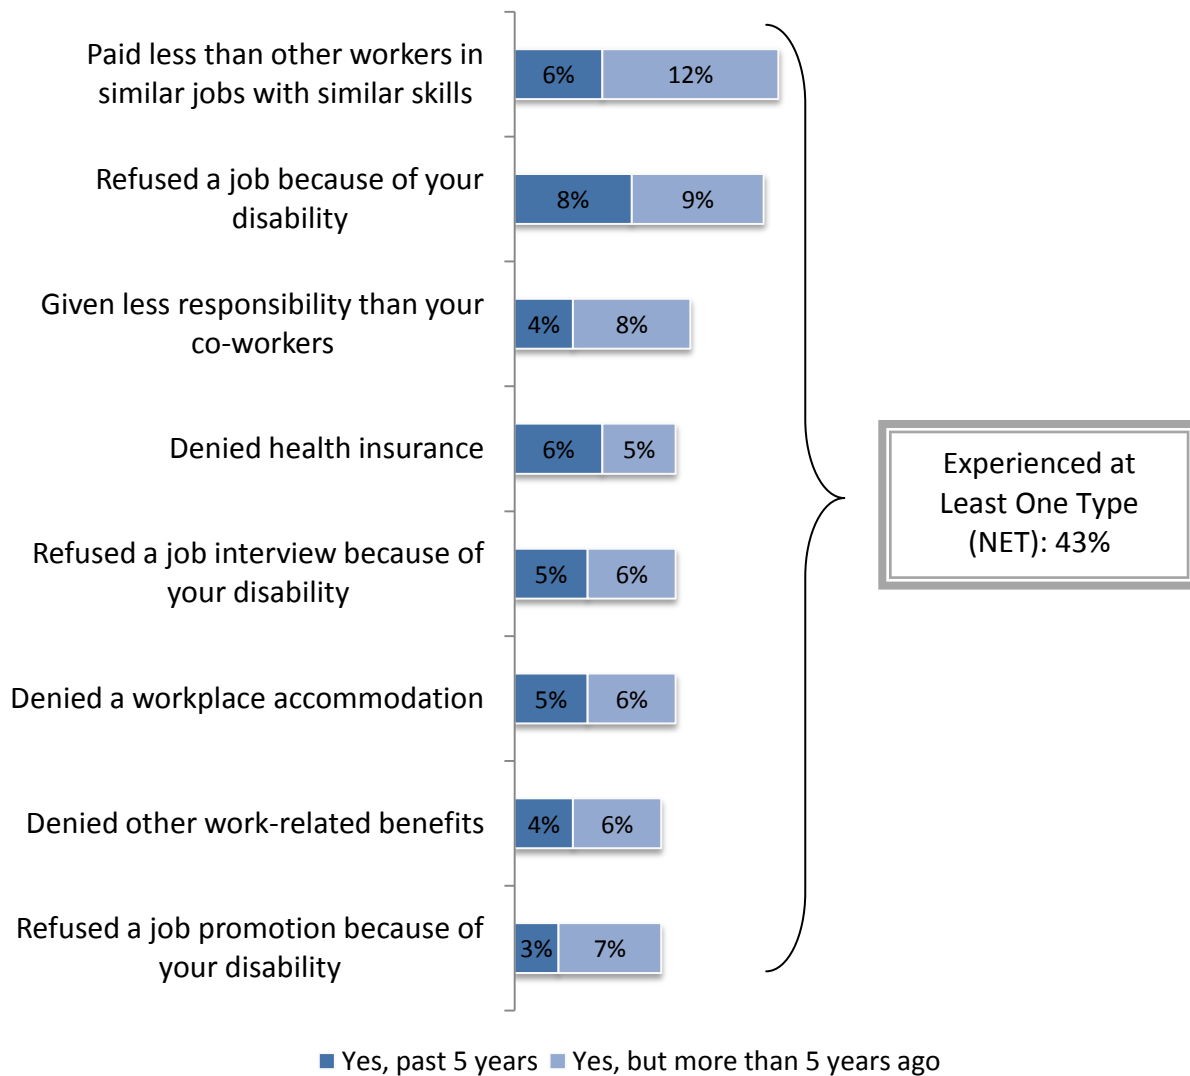 Paid less than other workers in
similar jobs with similar skills
6%
12%
Refused a job because of your
disability
8%
9%
Given less responsibility than your
co-workers
4%
8%
Denied health insurance
6%
5%
Refused a job interview because of
your disability
5%
6%
Denied a workplace accommodation
5%
6%
Denied other work-related benefits
4%
6%
Refused a job promotion because of
your disability
3%
7%
Experienced at
Least One Type
(NET): 43%
Yes, past 5 years
Yes, but more than 5 years ago